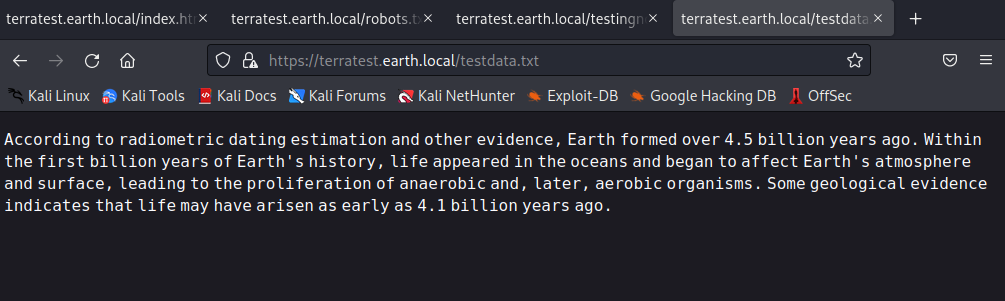 terratest.earth.local/index.ht
terratest.earth.local/robots.tx
terratest.earth.local/testingn
terratest.earth.local/testdata
https://terratest.earth.local/testdata.txt
Kali Linux
Kali Tools
Kali Docs
Kali Forums
Kali NetHunter
Exploit-DB
Google Hacking DB
OffSec
According to radiometric dating estimation and other evidence, Earth formed over 4.5 billion years ago. Within
the first billion years of Earth's history, life appeared in the oceans and began to affect Earth's atmosphere
and surface, leading to the proliferation of anaerobic and, later, aerobic organisms. Some geological evidence
indicates that life may have arisen as early as 4.1 billion years ago.